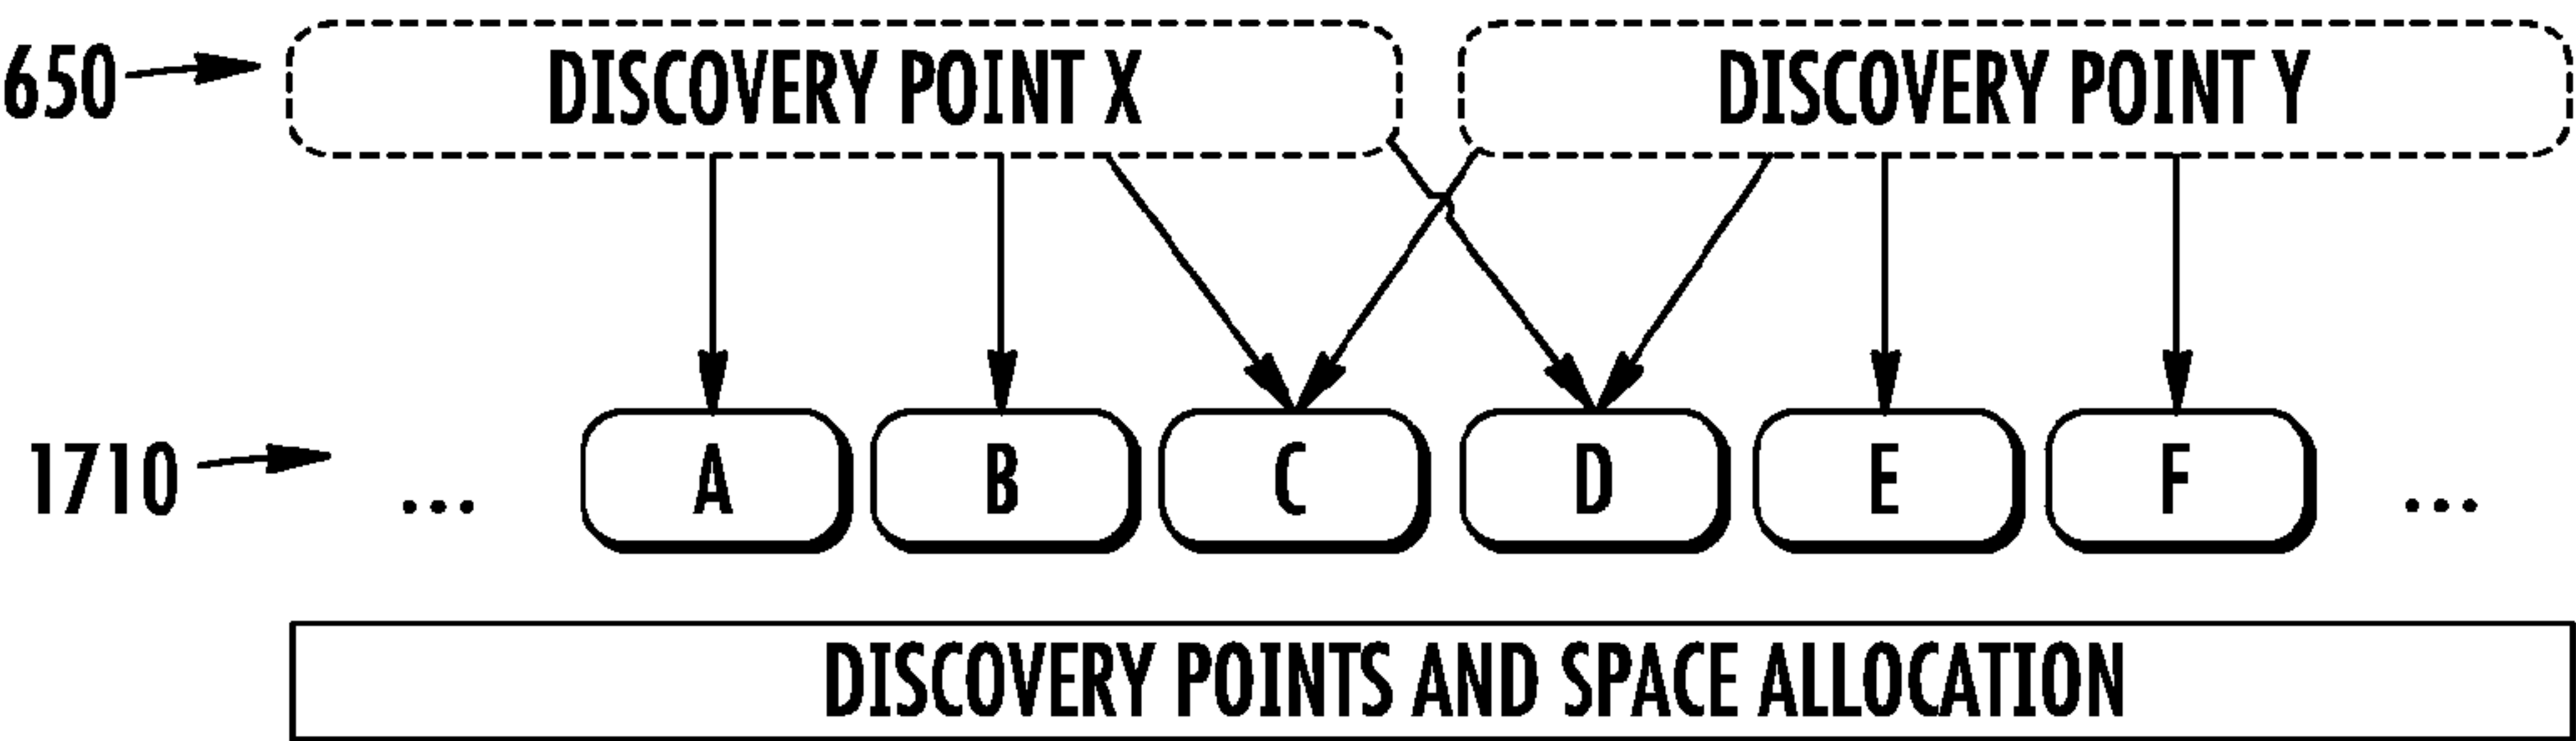 650 DISCOVERY POINT X DISCOVERY POINT Y
1710 ... A B C D E F ...
DISCOVERY POINTS AND SPACE ALLOCATION